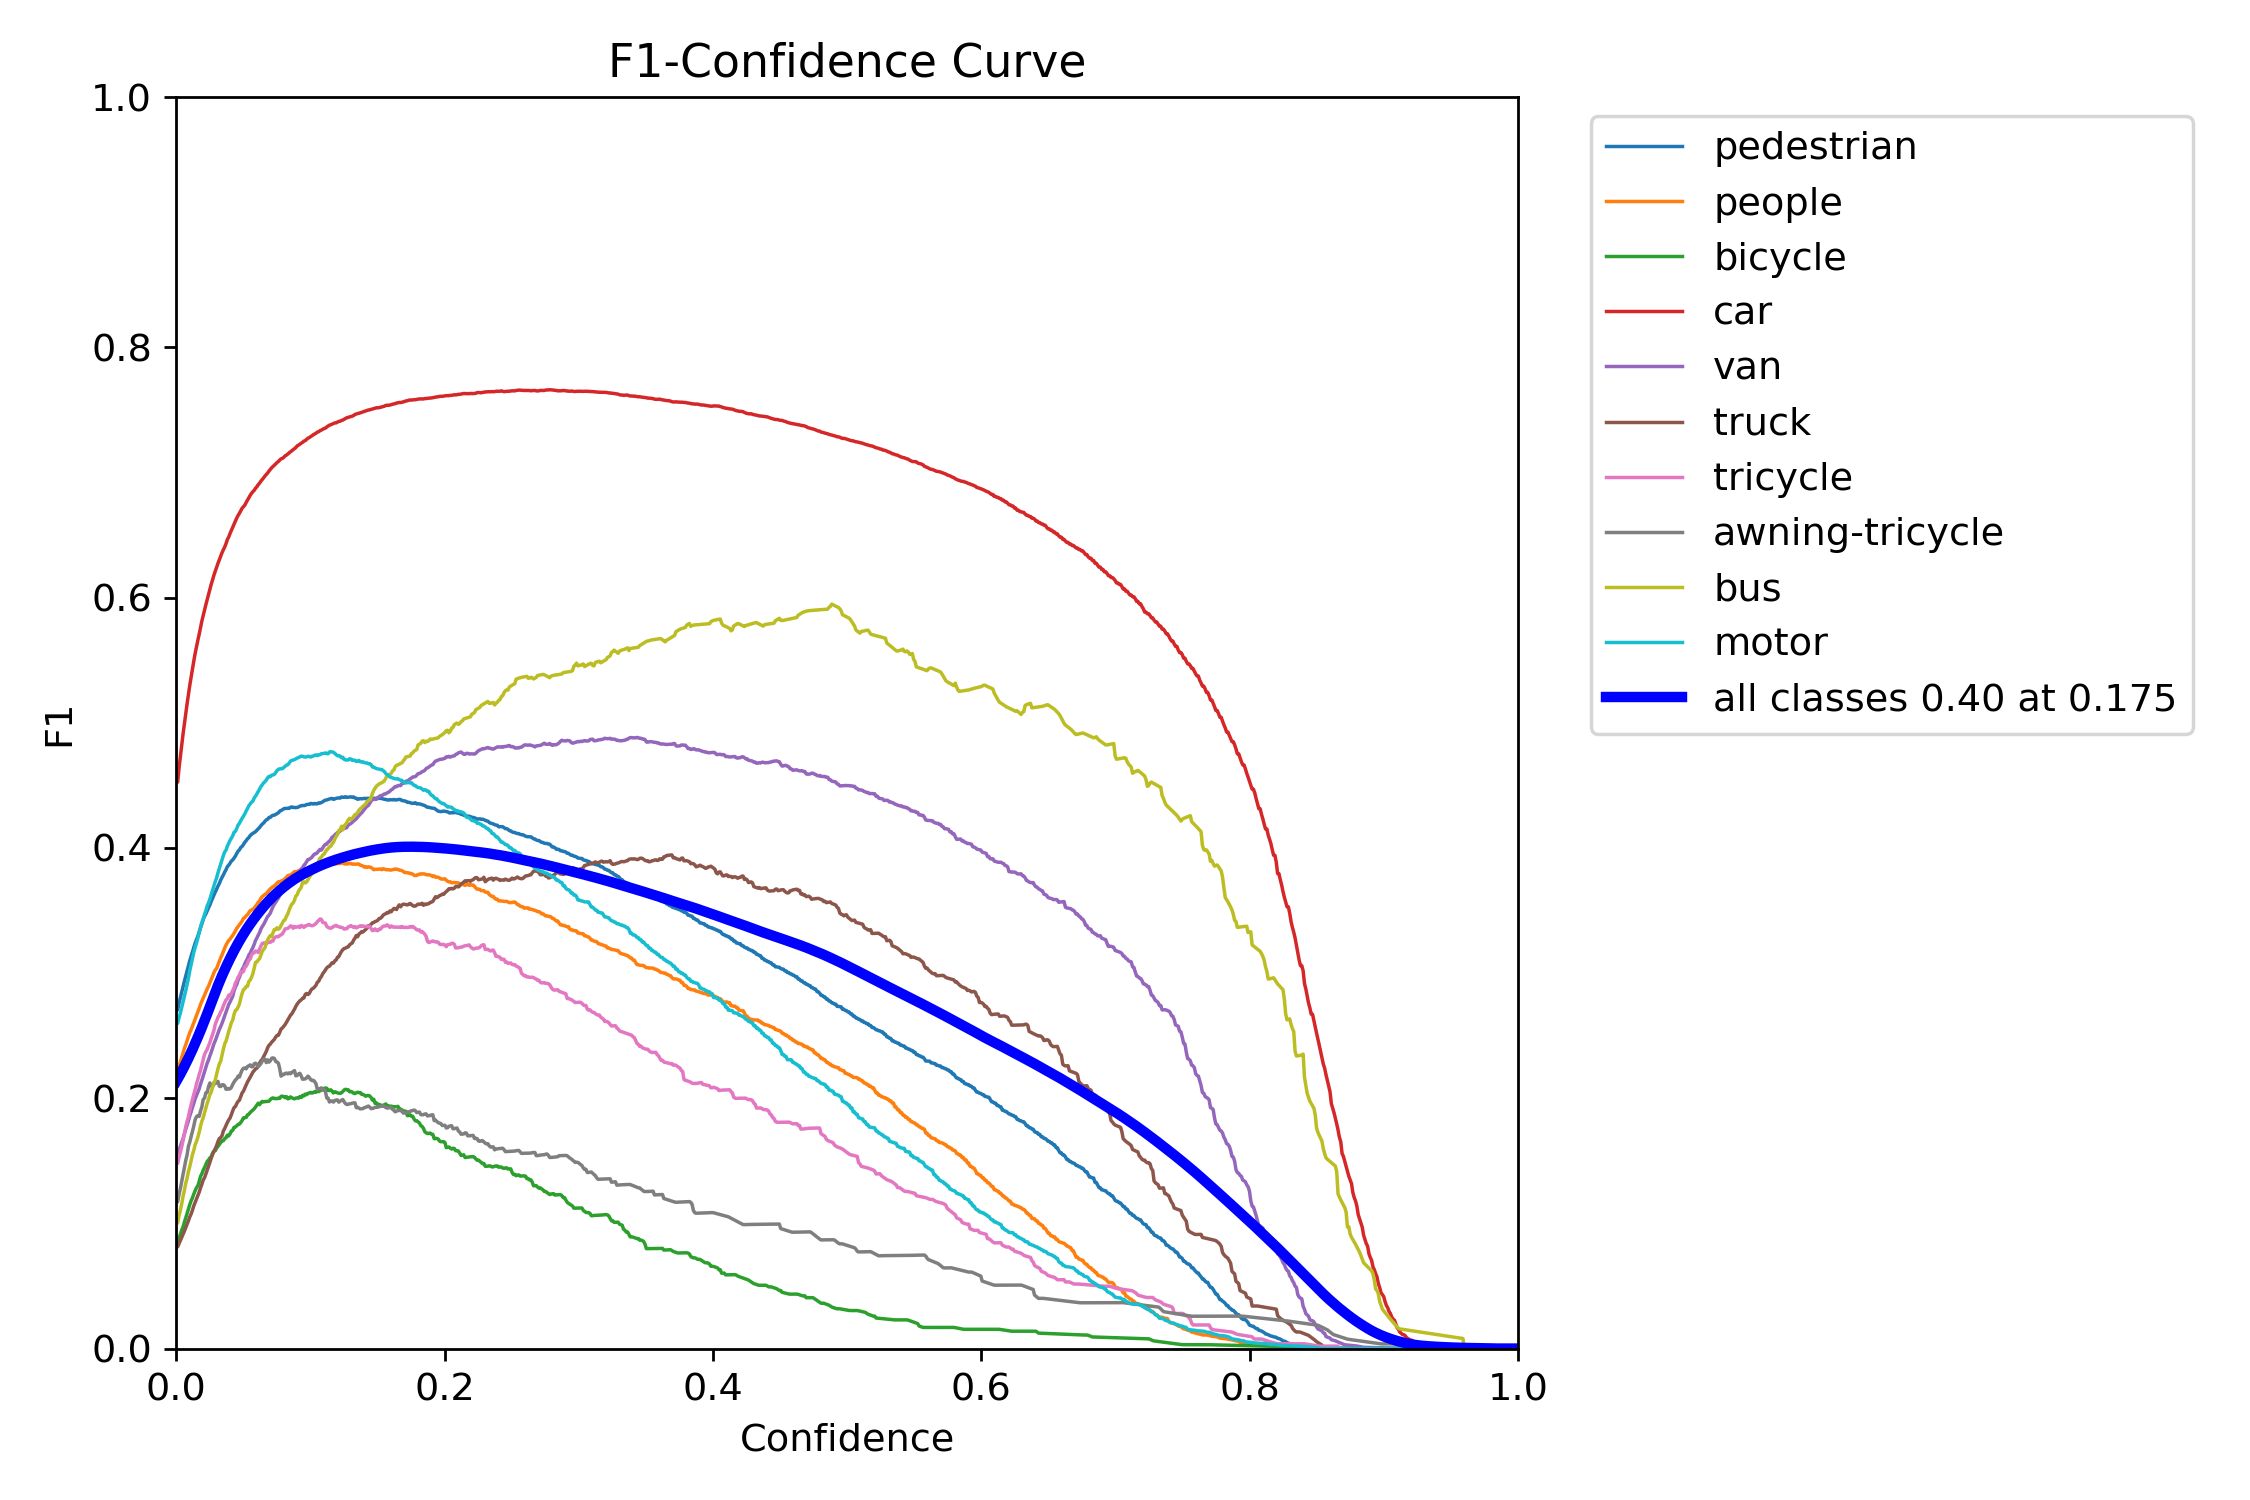 F1-Confidence Curve
1.0
0.8
0.6
0.4
0.2
0.0
F1
0.0 0.2 0.4 0.6 0.8 1.0
Confidence
pedestrian
people
bicycle
car
van
truck
tricycle
awning-tricycle
bus
motor
all classes 0.40 at 0.175